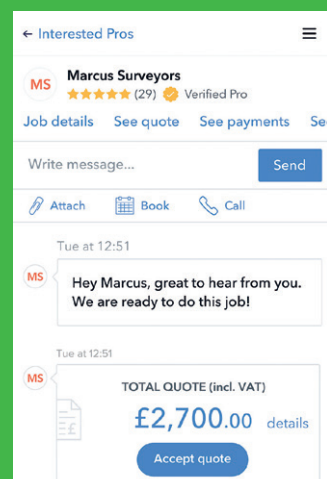 ← Interested Pros
MS
Marcus Surveyors
(29) Verified Pro
Job details See quote See payments Se
Write message... Send
Attach Book Call
Tue at 12:51
MS
Hey Marcus, great to hear from you.
We are ready to do this job!
Tue at 12:51
MS
TOTAL QUOTE (incl. VAT)
£
£2,700.00 details
Accept quote